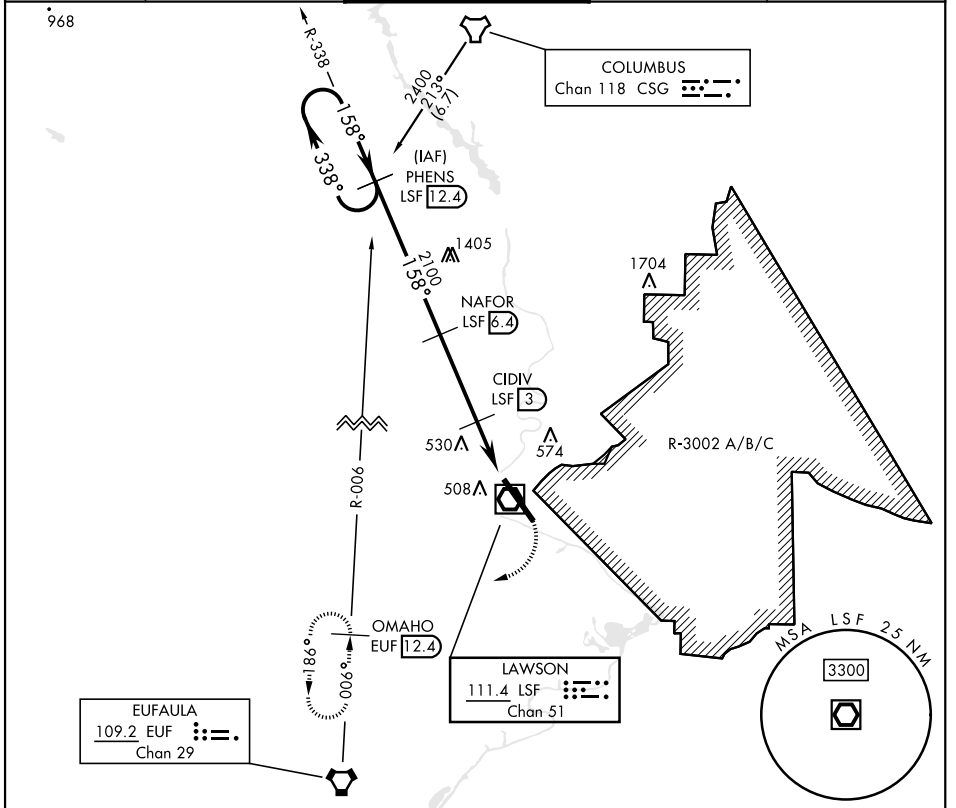 968
R-338
COLUMBUS
Chan 118 CSG
2400
213°
(6.7)
158°
338°
(IAF)
PHENS
LSF 12.4
1405
2100
158°
1704
NAFOR
LSF 6.4
CIDIV
LSF 3
530
574
R-3002 A/B/C
508
R-006
OMAHO
EUF 12.4
186°
006°
LAWSON
111.4 LSF
Chan 51
EUFAULA
109.2 EUF
Chan 29
MSA LSF 25 NM
3300